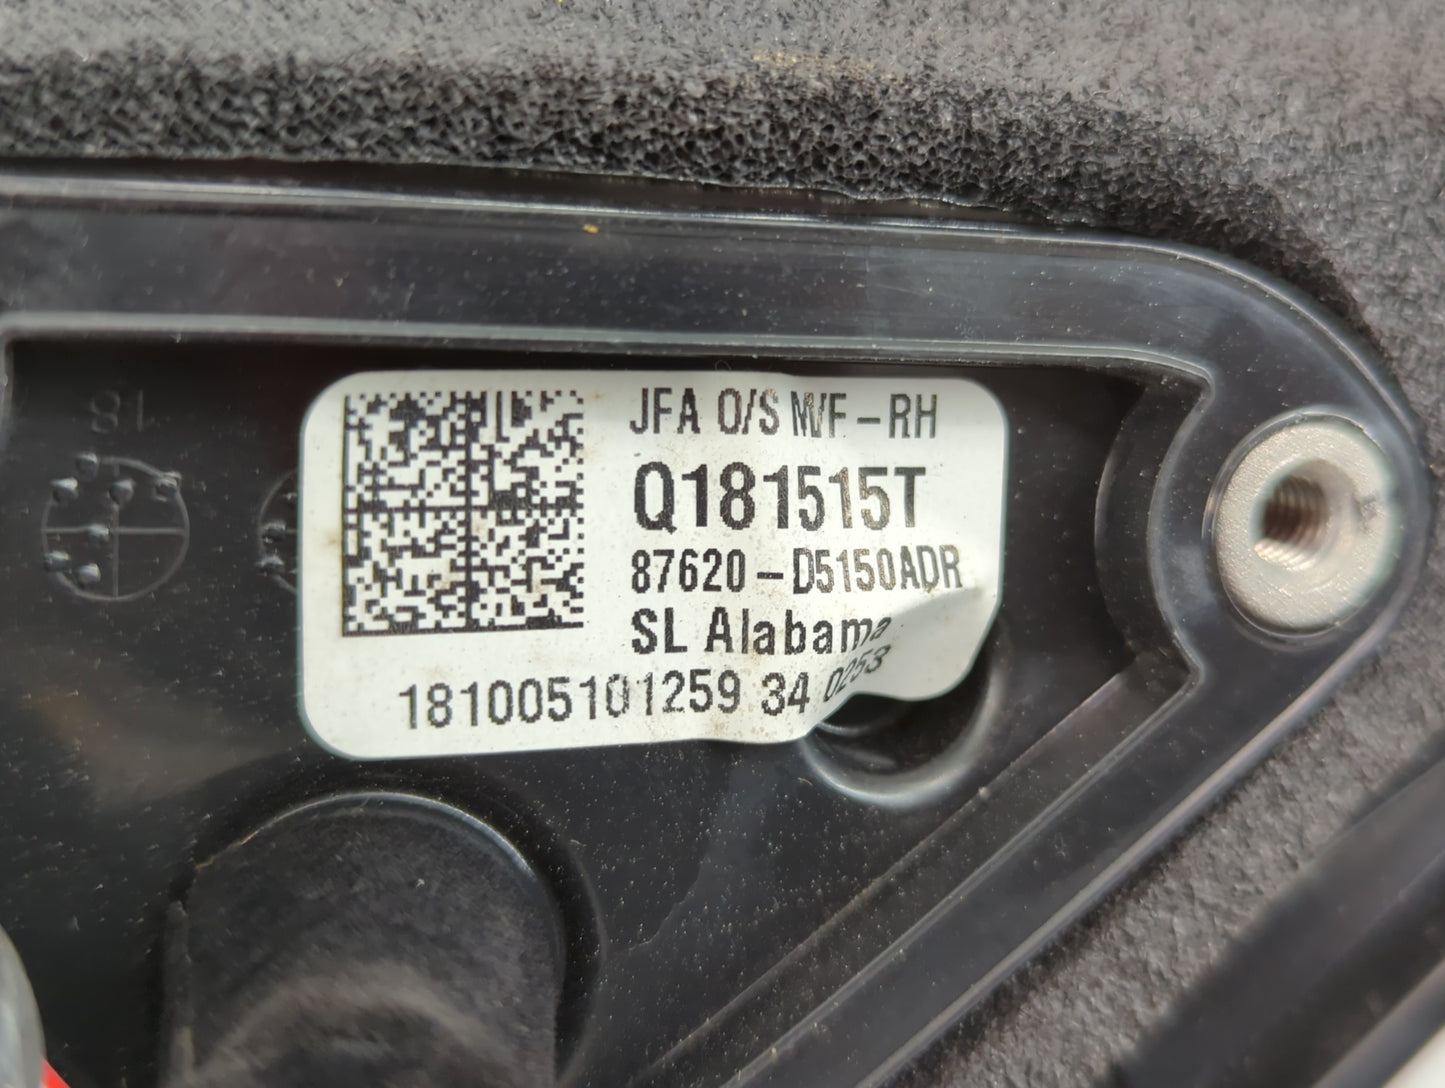 JFA O/S M/F-RH
Q181515T
87620-D5150ADR
SL Alabama
181005101259 34 0253
18